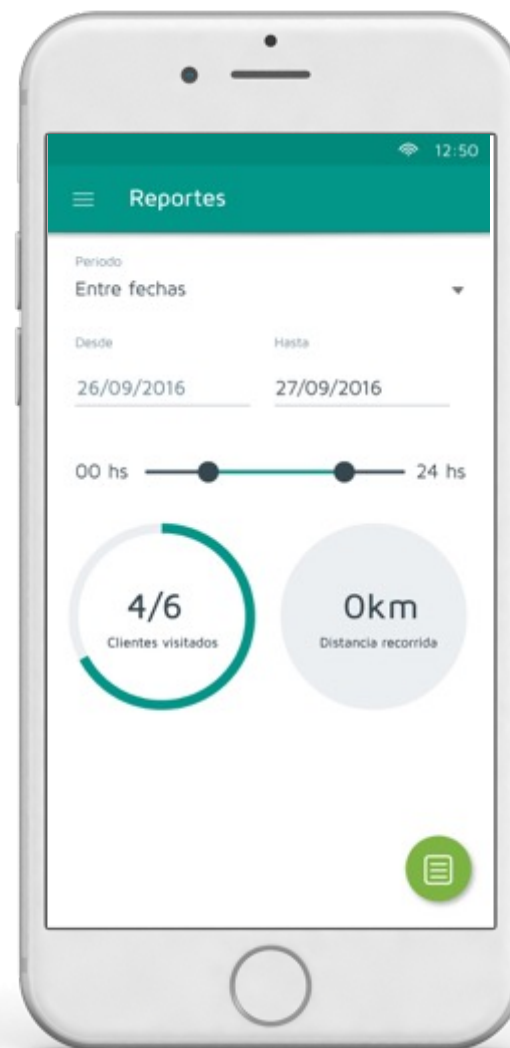 12:50
Reportes
Periodo
Entre fechas
Desde Hasta
26/09/2016 27/09/2016
00 hs 24 hs
4/6 0km
Clientes visitados Distancia recorrida